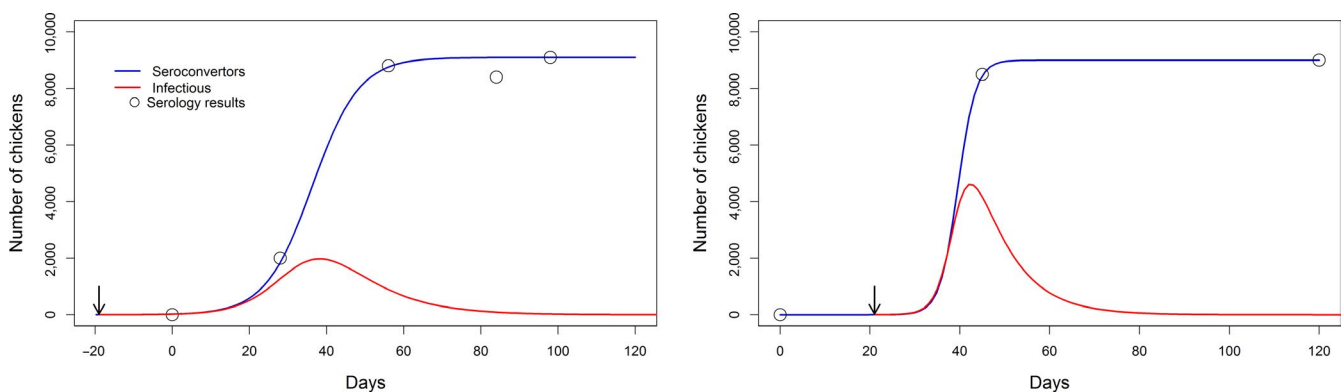 Number of chickens
10,000
8,000
6,000
4,000
2,000
0
Seroconvertors
Infectious
Serology results
−20 0 20 40 60 80 100 120
Days
Number of chickens
10,000
8,000
6,000
4,000
2,000
0
0 20 40 60 80 100 120
Days